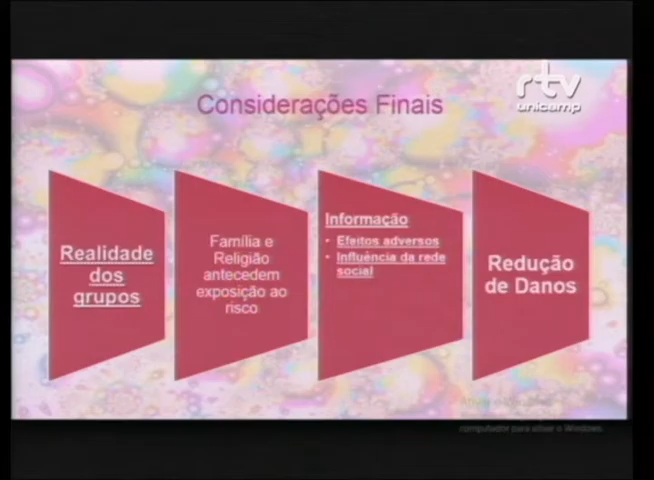 rtv
unicamp
Considerações Finais
Realidade
dos
grupos
Família e
Religião
antecedem
exposição ao
risco
Informação
• Efeitos adversos
• Influência da rede
social
Redução
de Danos
computador para ativar o Windows.